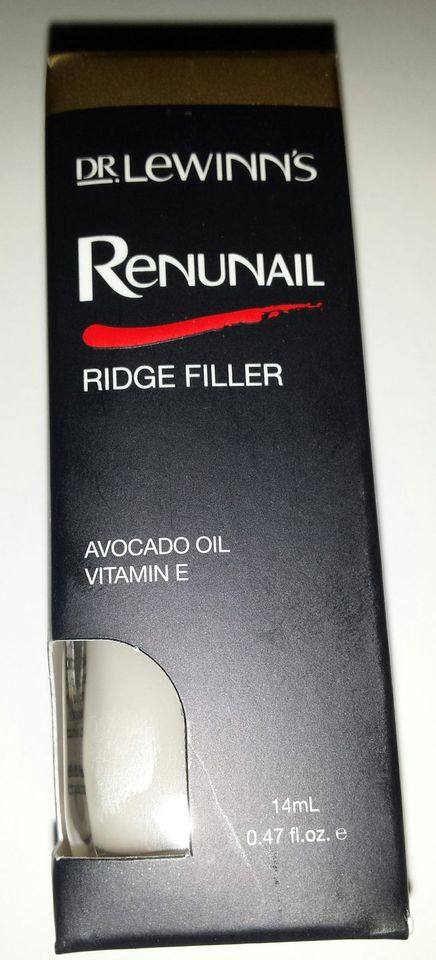 DR. LEWINN'S
RENUNAIL
RIDGE FILLER
AVOCADO OIL
VITAMIN E
14mL
0.47 fl.oz. ℮